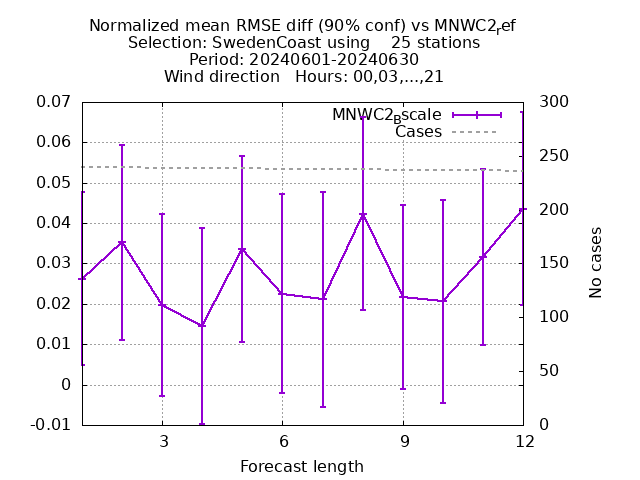 Normalized mean RMSE diff (90% conf) vs MNWC2ref
Selection: SwedenCoast using 25 stations
Period: 20240601-20240630
Wind direction Hours: 00,03,...,21
MNWC2Bscale
Cases
0.07
0.06
0.05
0.04
0.03
0.02
0.01
0
-0.01
300
250
200
150
100
50
0
No cases
3 6 9 12
Forecast length